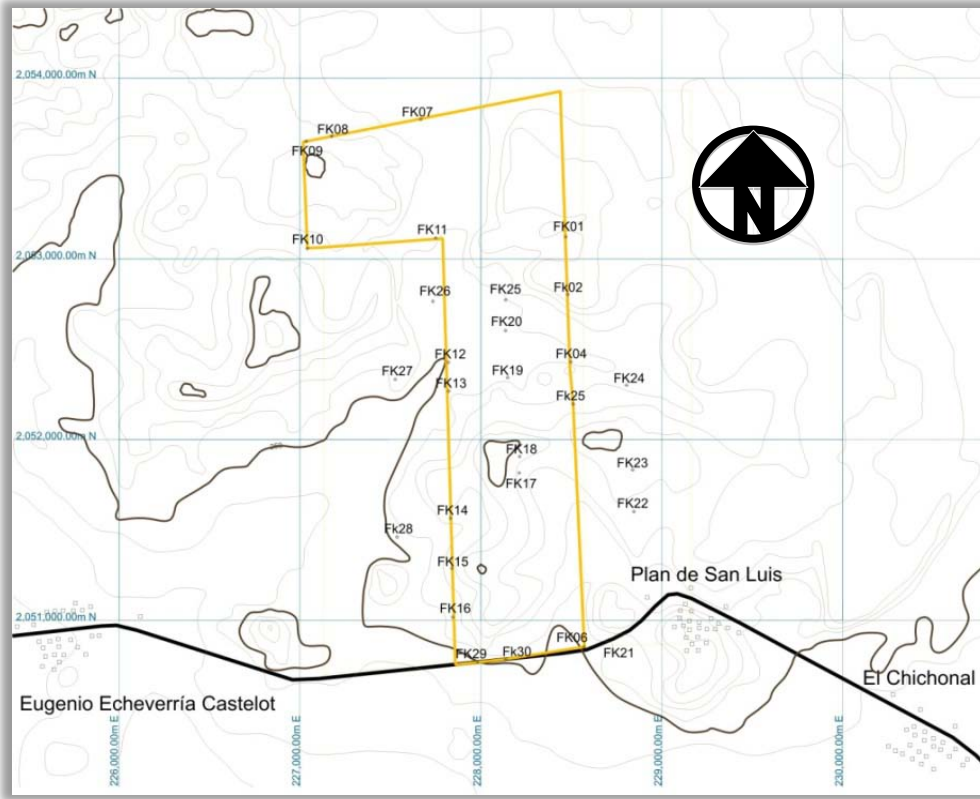 2,054,000.00m N
FK07
FK08
FK09
N
FK01
FK11
FK10
2,053,000.00m N
FK26
FK25
Fk02
FK20
FK12
FK04
FK27
FK19
FK24
FK13
Fk25
2,052,000.00m N
FK18
FK23
FK17
FK22
FK14
Fk28
FK15
Plan de San Luis
FK16
2,051,000.00m N
FK06
FK29
Fk30
FK21
El Chichonal
Eugenio Echeverría Castelot
226,000.00m E
227,000.00m E
228,000.00m E
229,000.00m E
230,000.00m E